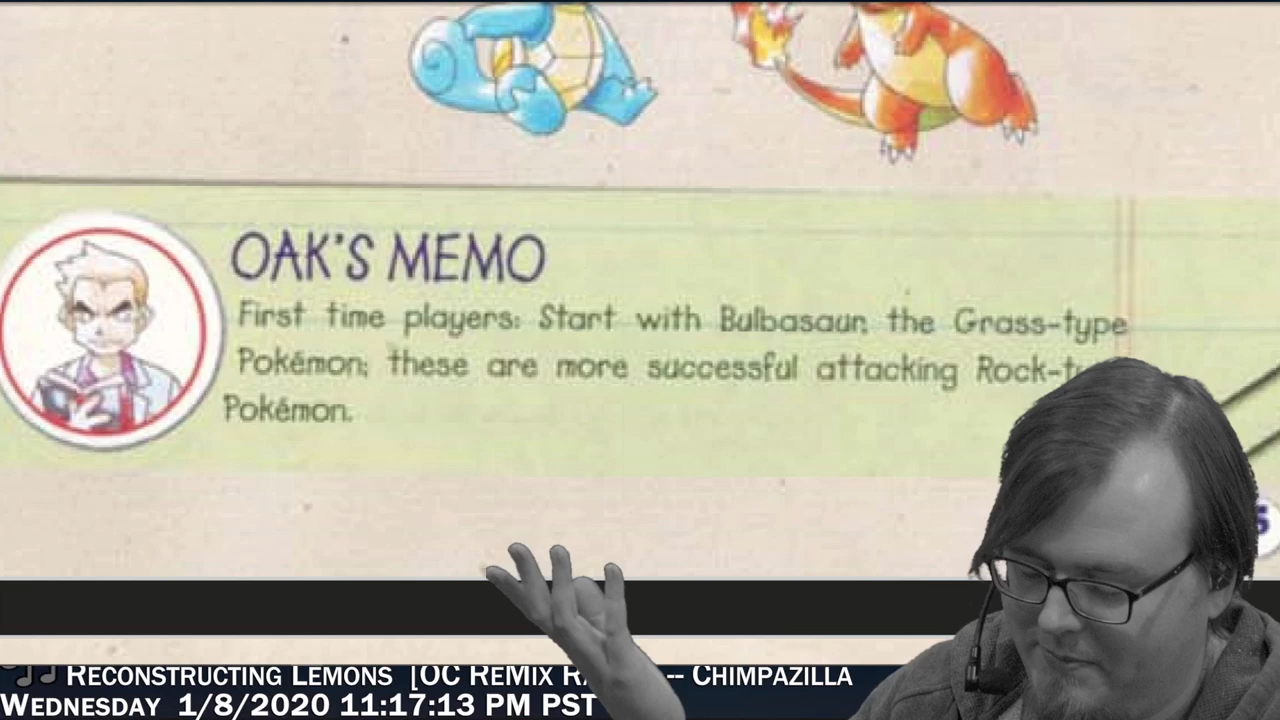 OAK'S MEMO
First time players: Start with Bulbasaur, the Grass-type
Pokémon; these are more successful attacking
Pokémon.
5
RECONSTRUCTING LEMONS [OC REMIX -- CHIMPAZILLA
WEDNESDAY 1/8/2020 11:17:13 PM PST